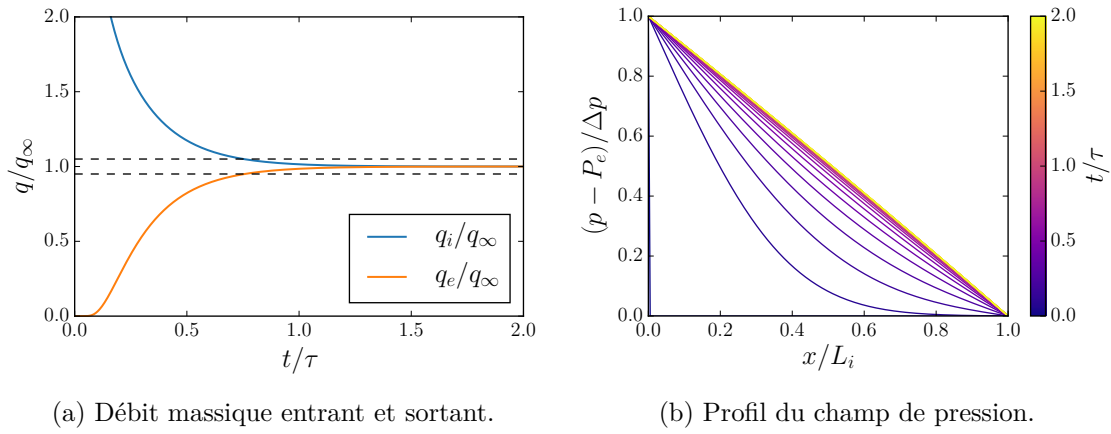 2.0
1.5
1.0
0.5
0.0
q/q∞
0.0 0.5 1.0 1.5 2.0
t/τ
qi/q∞
qe/q∞
(a) Débit massique entrant et sortant.
1.0
0.8
0.6
0.4
0.2
0.0
(p − Pe)/Δp
0.0 0.2 0.4 0.6 0.8 1.0
x/Li
2.0
1.5
1.0
0.5
0.0
t/τ
(b) Profil du champ de pression.